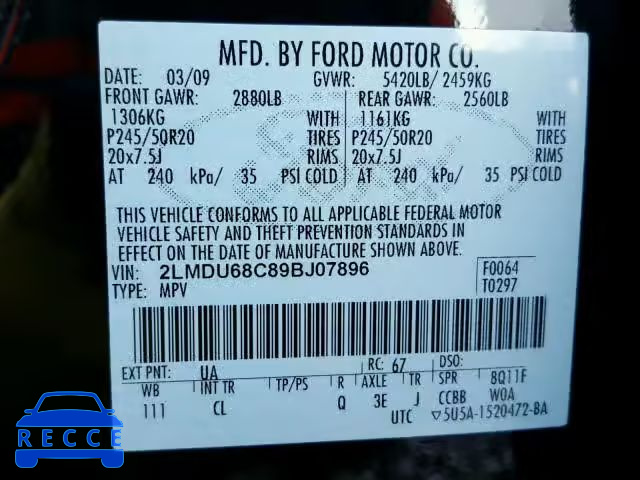 MFD. BY FORD MOTOR CO.
DATE: 03/09 GVWR: 5420LB/ 2459KG
FRONT GAWR: 2880LB REAR GAWR: 2560LB
1306KG WITH 1161KG WITH
P245/50R20 TIRES P245/50R20 TIRES
20x7.5J RIMS 20x7.5J RIMS
AT 240 kPa/ 35 PSI COLD AT 240 kPa/ 35 PSI COLD
THIS VEHICLE CONFORMS TO ALL APPLICABLE FEDERAL MOTOR
VEHICLE SAFETY AND THEFT PREVENTION STANDARDS IN
EFFECT ON THE DATE OF MANUFACTURE SHOWN ABOVE.
VIN: 2LMDU68C89BJ07896 F0064
TYPE: MPV T0297
EXT PNT: UA RC: 67 DSO:
WB INT TR TP/PS R AXLE TR SPR 8Q11F
111 CL Q 3E J CCBB WOA
UTC ▽5U5A-1520472-BA
RECCE